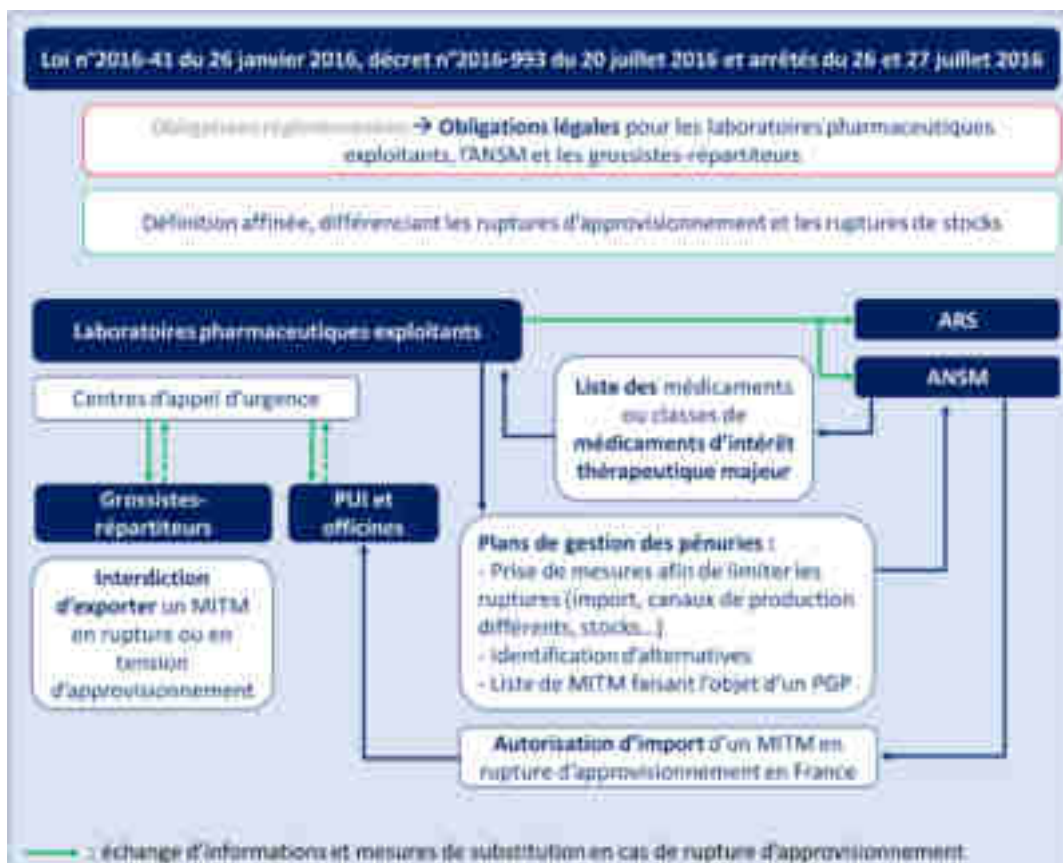 Loi n°2016-41 du 26 janvier 2016, décret n°2016-993 du 20 juillet 2016 et arrêtés du 26 et 27 juillet 2016
Obligations réglementaires → Obligations légales pour les laboratoires pharmaceutiques
exploitants, l'ANSM et les grossistes-répartiteurs
Définition affinée, différenciant les ruptures d'approvisionnement et les ruptures de stocks
Laboratoires pharmaceutiques exploitants
ARS
ANSM
Centres d'appel d'urgence
Liste des médicaments
ou classes de
médicaments d'intérêt
thérapeutique majeur
Grossistes-
répartiteurs
PUI et
officines
Interdiction
d'exporter un MITM
en rupture ou en
tension
d'approvisionnement
Plans de gestion des pénuries :
- Prise de mesures afin de limiter les
ruptures (import, canaux de production
différents, stocks...)
- Identification d'alternatives
- Liste de MITM faisant l'objet d'un PGP
Autorisation d'import d'un MITM en
rupture d'approvisionnement en France
: échange d'informations et mesures de substitution en cas de rupture d'approvisionnement